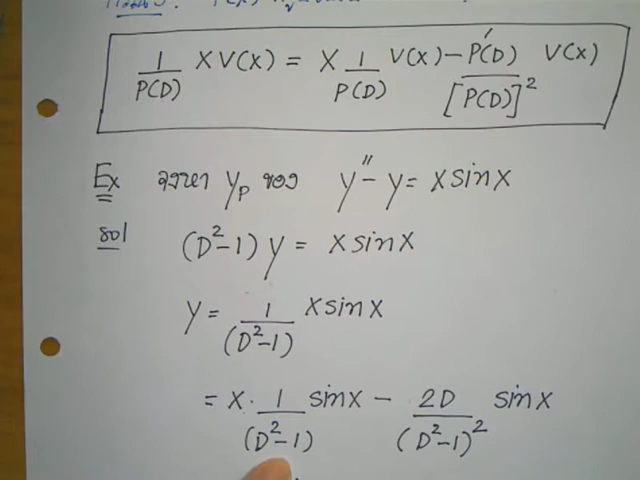 1/P(D) XV(X) = X 1/P(D) V(X) − P'(D)/[P(D)]² V(X)
Ex จงหา yₚ ของ y'' − y = x sin x
sol (D²−1) y = x sin x
y = 1/(D²−1) x sin x
= x · 1/(D²−1) sin x − 2D/(D²−1)² sin x